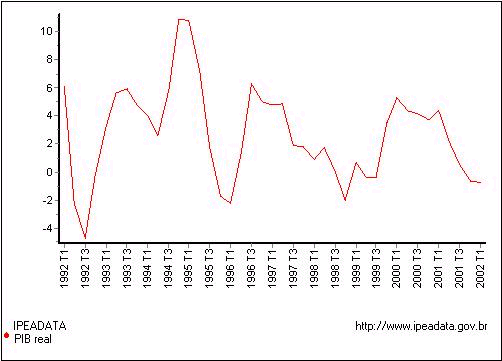 10
8
6
4
2
0
-2
-4
1992 T1
1992 T3
1993 T1
1993 T3
1994 T1
1994 T3
1995 T1
1995 T3
1996 T1
1996 T3
1997 T1
1997 T3
1998 T1
1998 T3
1999 T1
1999 T3
2000 T1
2000 T3
2001 T1
2001 T3
2002 T1
IPEADATA http://www.ipeadata.gov.br
PIB real